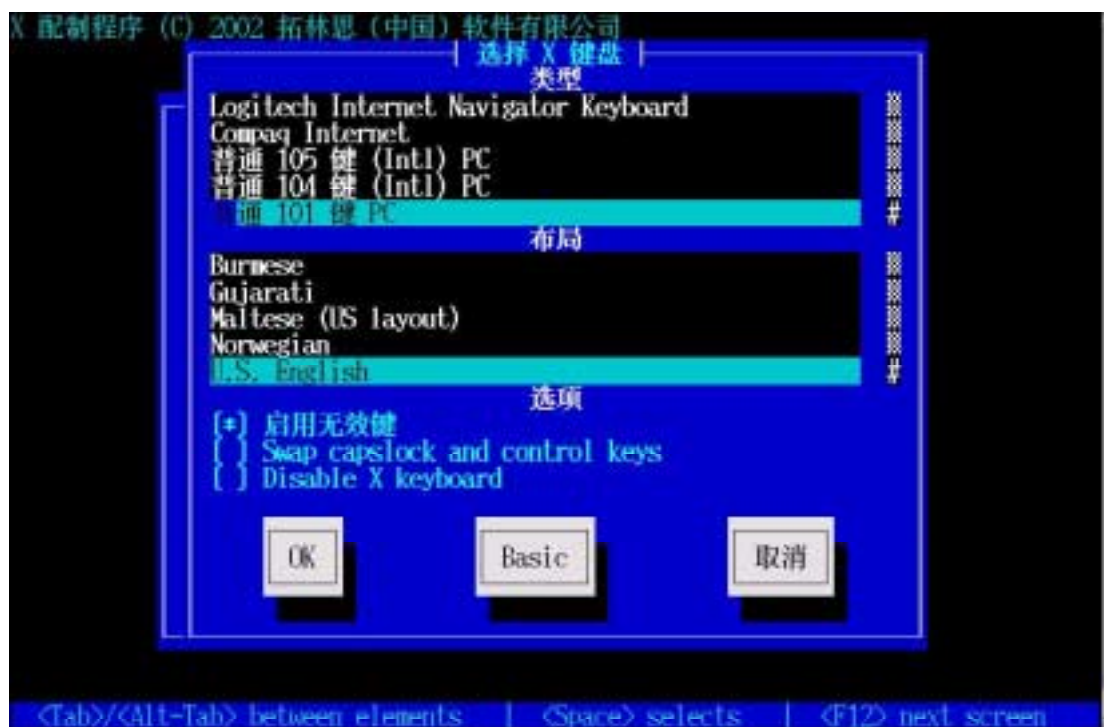 X 配制程序 (C) 2002 拓林思（中国）软件有限公司
选择 X 键盘
类型
Logitech Internet Navigator Keyboard
Compaq Internet
普通 105 键 (Intl) PC
普通 104 键 (Intl) PC
普通 101 键 PC
#
布局
Burmese
Gujarati
Maltese (US layout)
Norwegian
U.S. English
#
选项
[*] 启用无效键
[ ] Swap capslock and control keys
[ ] Disable X keyboard
OK Basic 取消
<Tab>/<Alt-Tab> between elements | <Space> selects | <F12> next screen